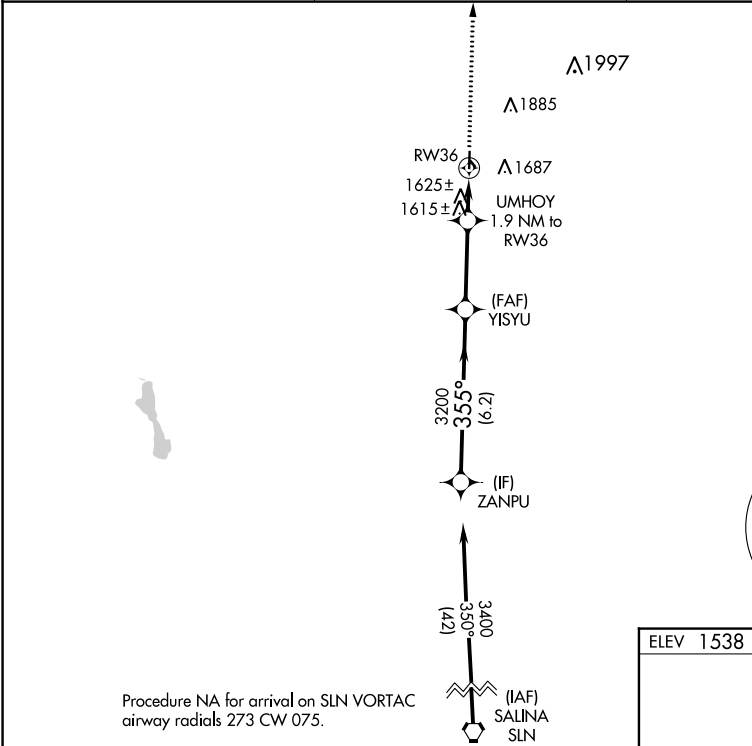 1997
1885
RW36
1687
1625±
1615±
UMHOY
1.9 NM to
RW36
(FAF)
YISYU
3200
355°
(6.2)
(IF)
ZANPU
3400
350°
(42)
ELEV 1538
(IAF)
SALINA
SLN
Procedure NA for arrival on SLN VORTAC
airway radials 273 CW 075.